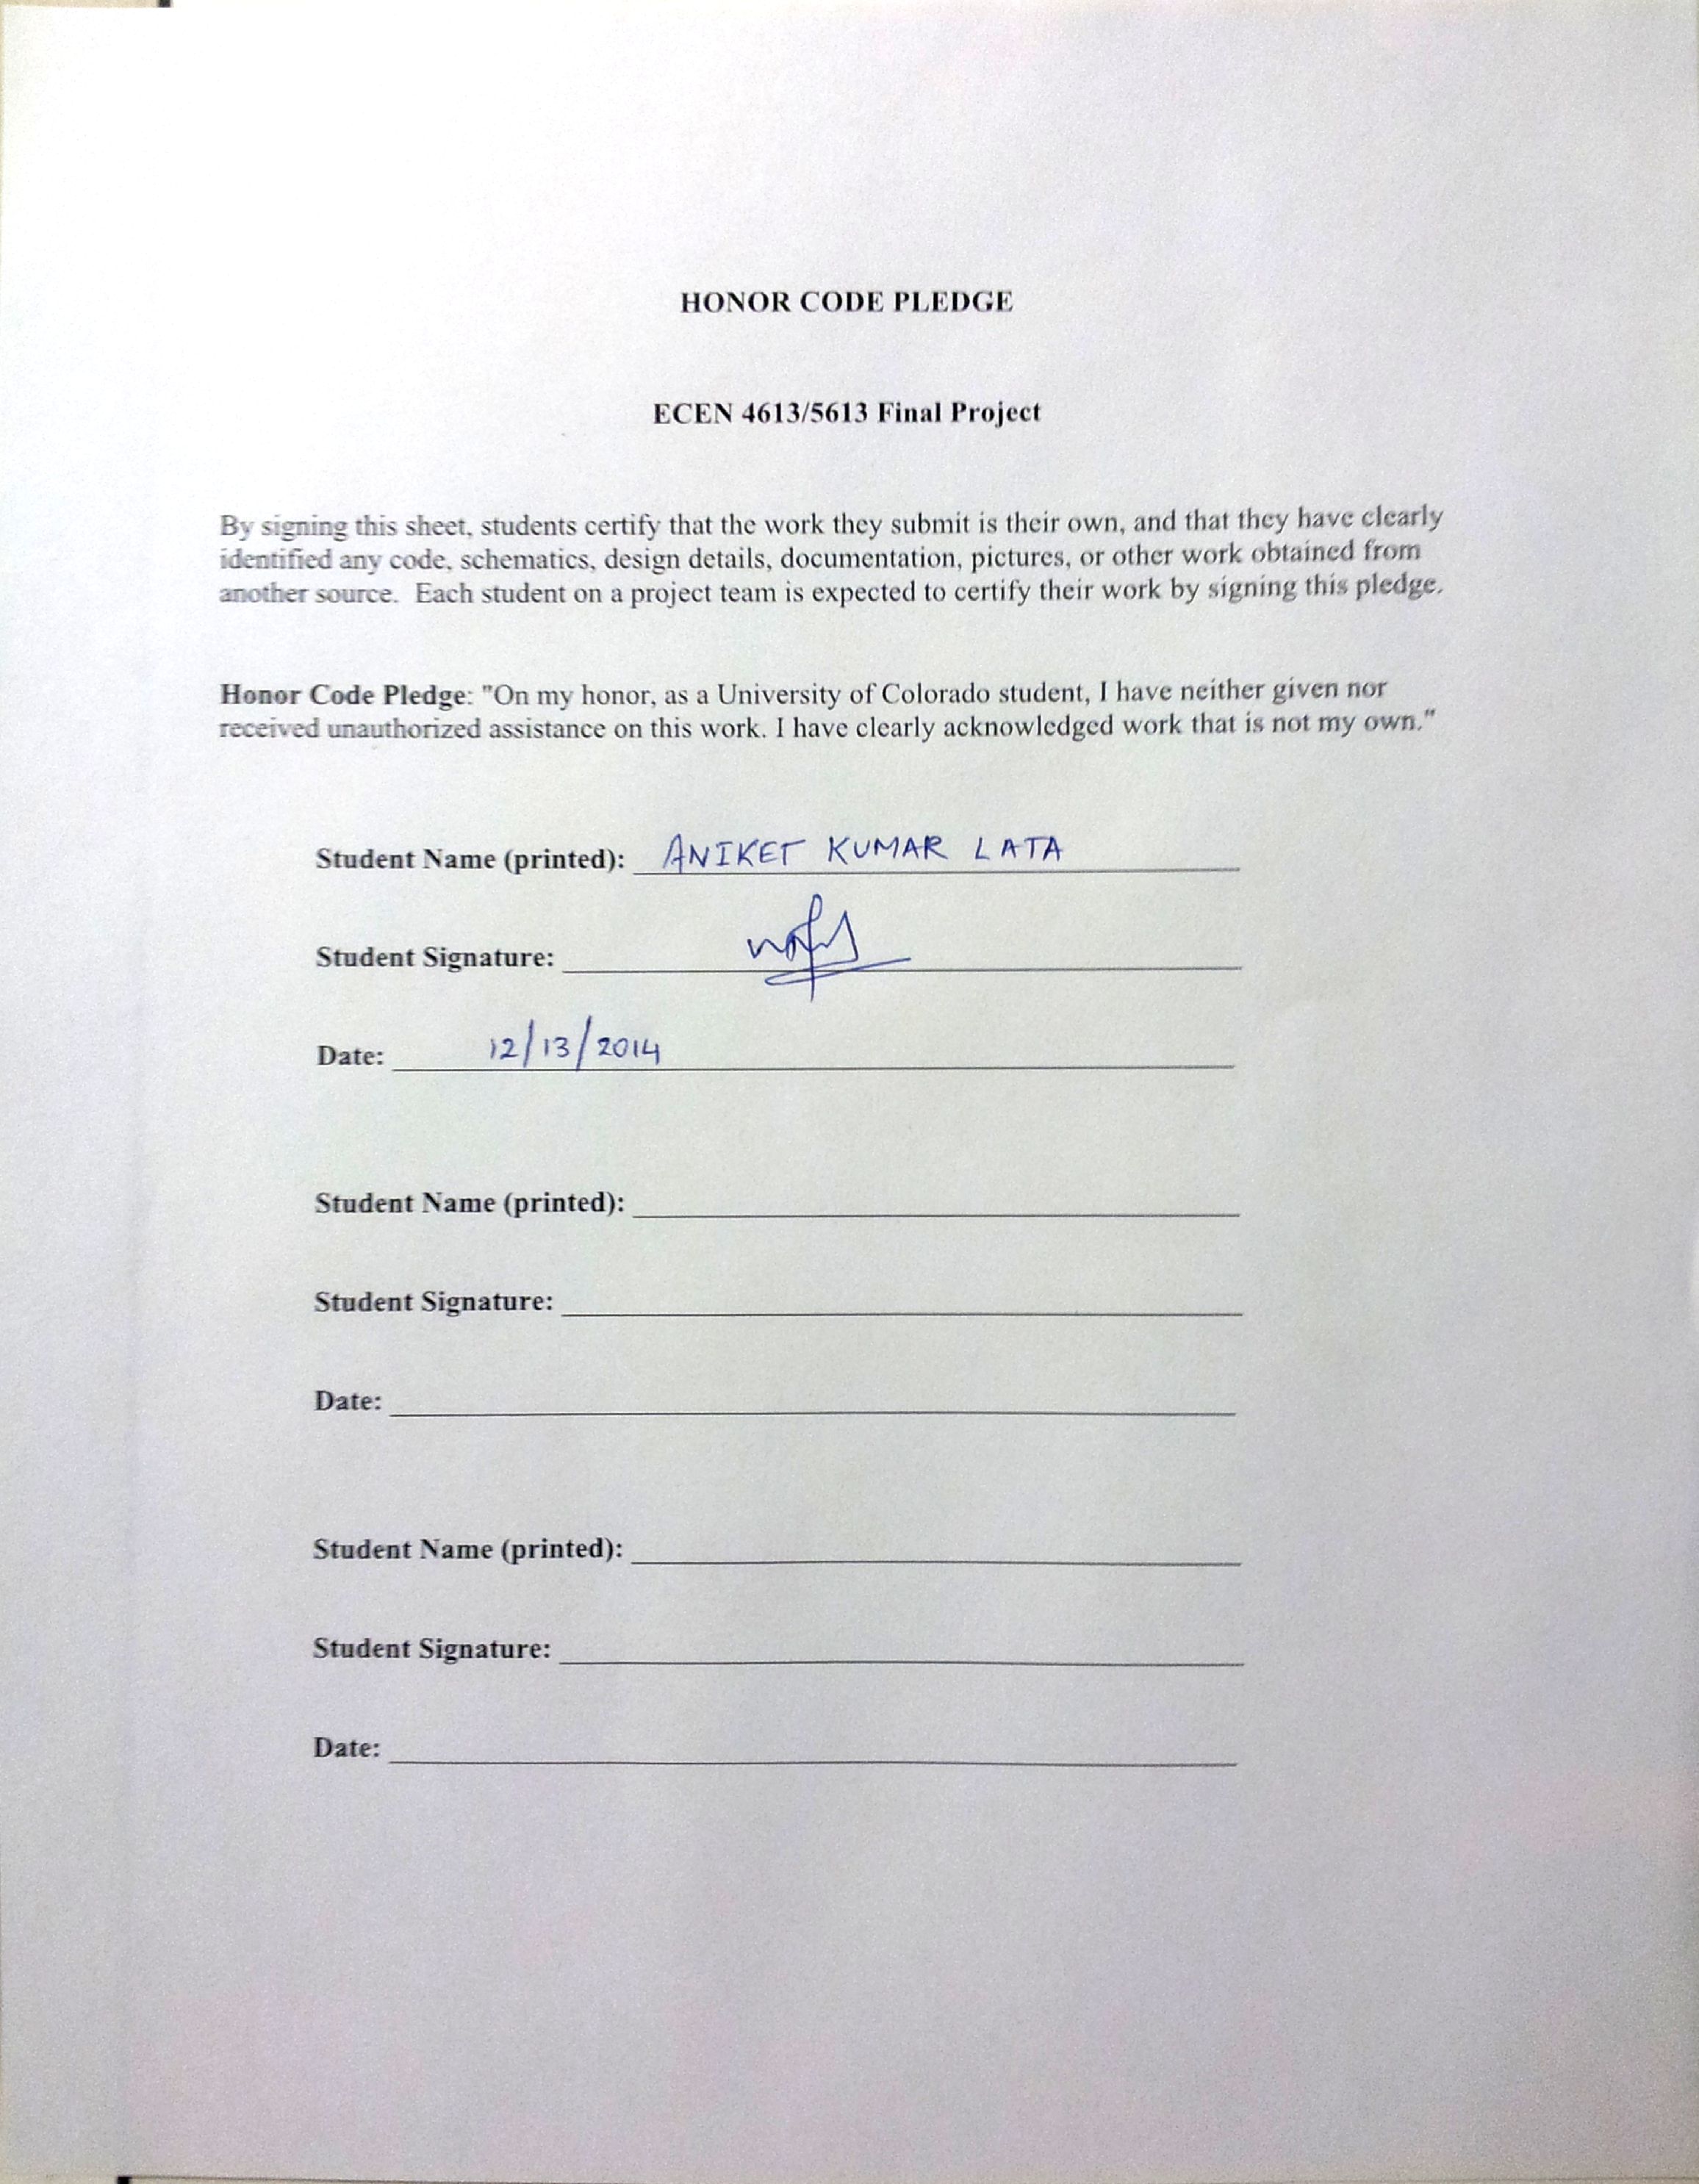 HONOR CODE PLEDGE
ECEN 4613/5613 Final Project
By signing this sheet, students certify that the work they submit is their own, and that they have clearly
identified any code, schematics, design details, documentation, pictures, or other work obtained from
another source. Each student on a project team is expected to certify their work by signing this pledge.
Honor Code Pledge: "On my honor, as a University of Colorado student, I have neither given nor
received unauthorized assistance on this work. I have clearly acknowledged work that is not my own."
Student Name (printed): ANIKET KUMAR LATA
Student Signature:
Date: 12/13/2014
Student Name (printed):
Student Signature:
Date:
Student Name (printed):
Student Signature:
Date: